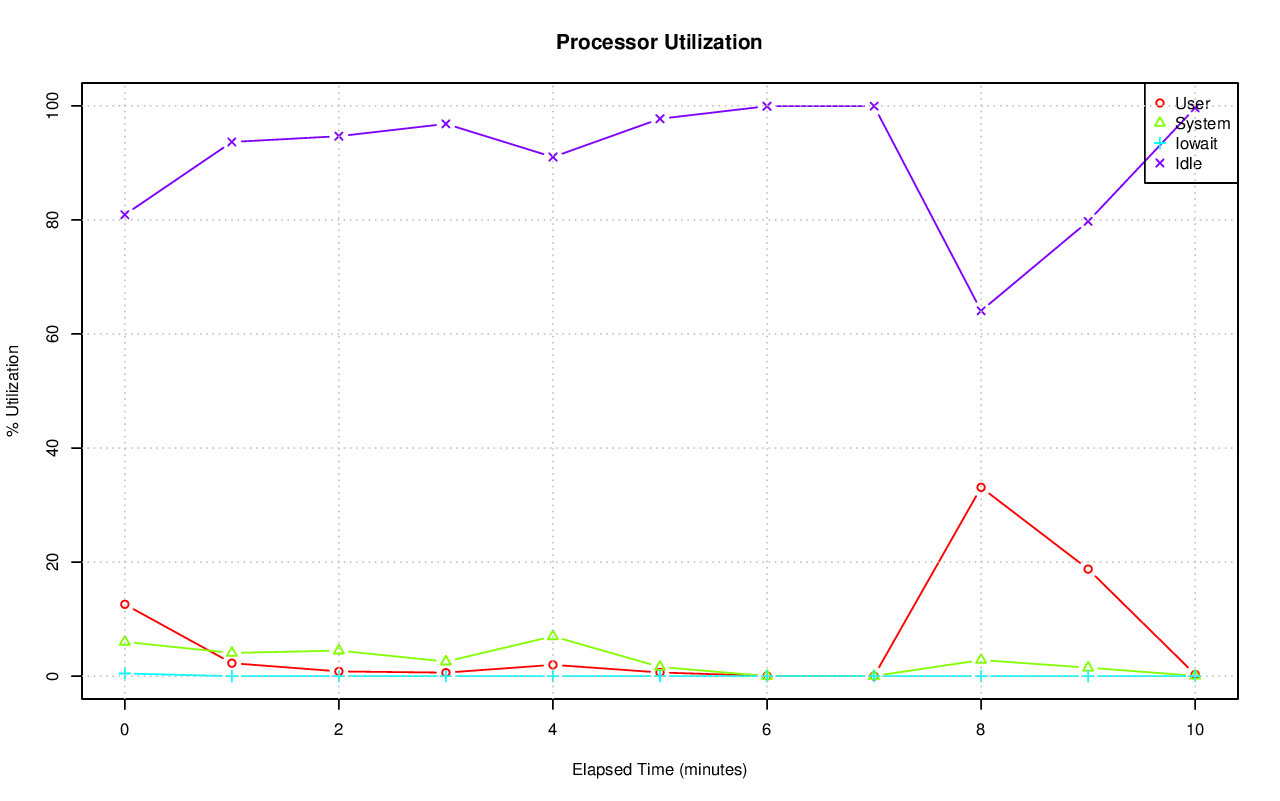 Processor Utilization
100
80
60
40
20
0
% Utilization
User
System
Iowait
Idle
0 2 4 6 8 10
Elapsed Time (minutes)